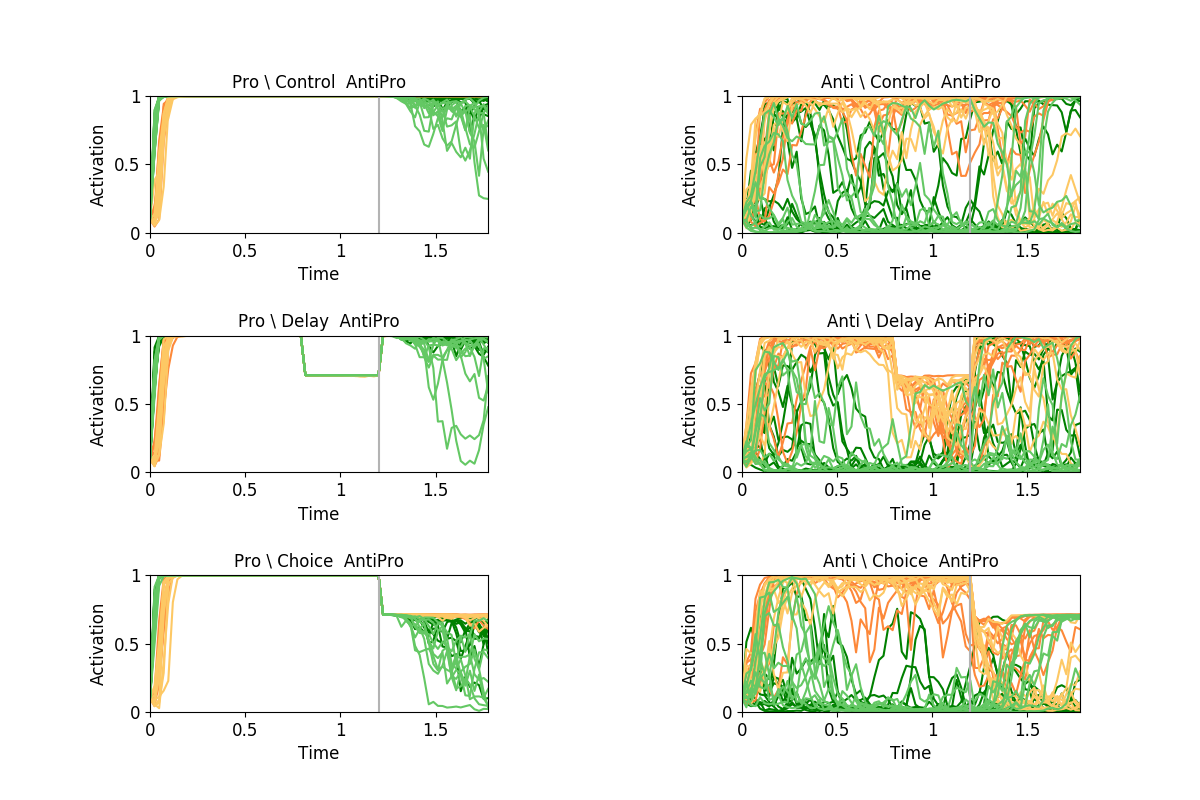 Pro \ Control  AntiPro
Activation
1
0.5
0
0
0.5
1
1.5
Time
Anti \ Control  AntiPro
Activation
1
0.5
0
0
0.5
1
1.5
Time
Pro \ Delay  AntiPro
Activation
1
0.5
0
0
0.5
1
1.5
Time
Anti \ Delay  AntiPro
Activation
1
0.5
0
0
0.5
1
1.5
Time
Pro \ Choice  AntiPro
Activation
1
0.5
0
0
0.5
1
1.5
Time
Anti \ Choice  AntiPro
Activation
1
0.5
0
0
0.5
1
1.5
Time